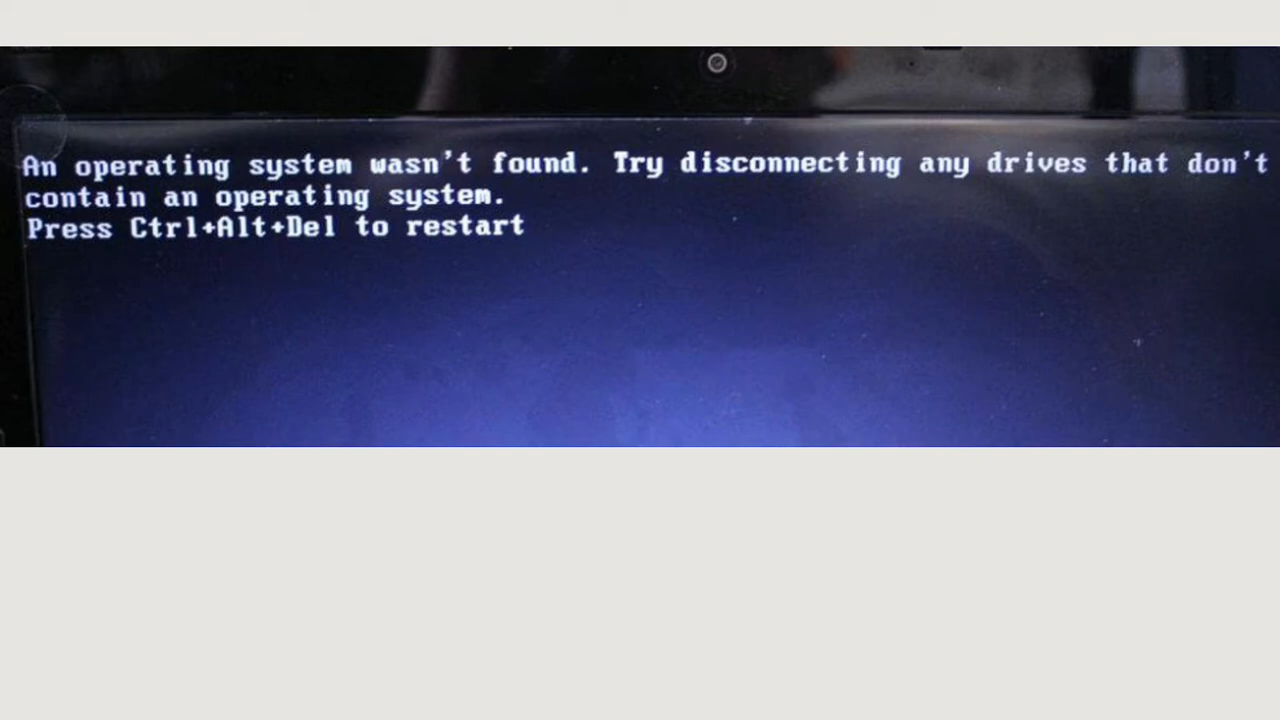 An operating system wasn't found. Try disconnecting any drives that don't
contain an operating system.
Press Ctrl+Alt+Del to restart